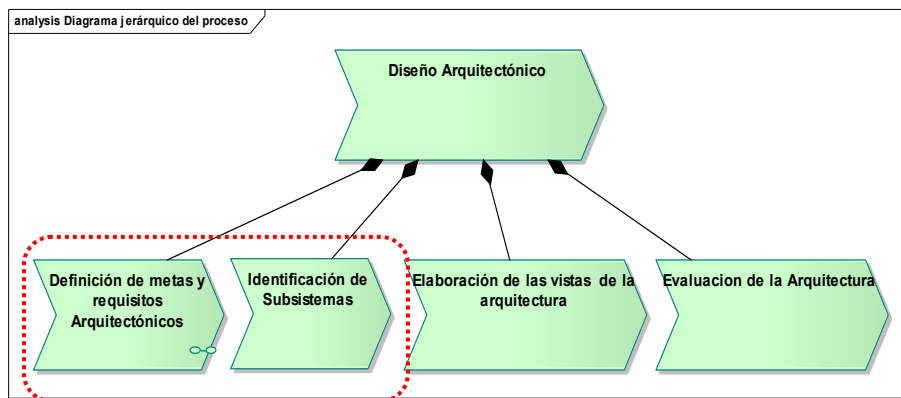 analysis Diagrama jerárquico del proceso
Diseño Arquitectónico
Definición de metas y
requisitos
Arquitectónicos
Identificación de
Subsistemas
Elaboración de las vistas de la
arquitectura
Evaluacion de la Arquitectura